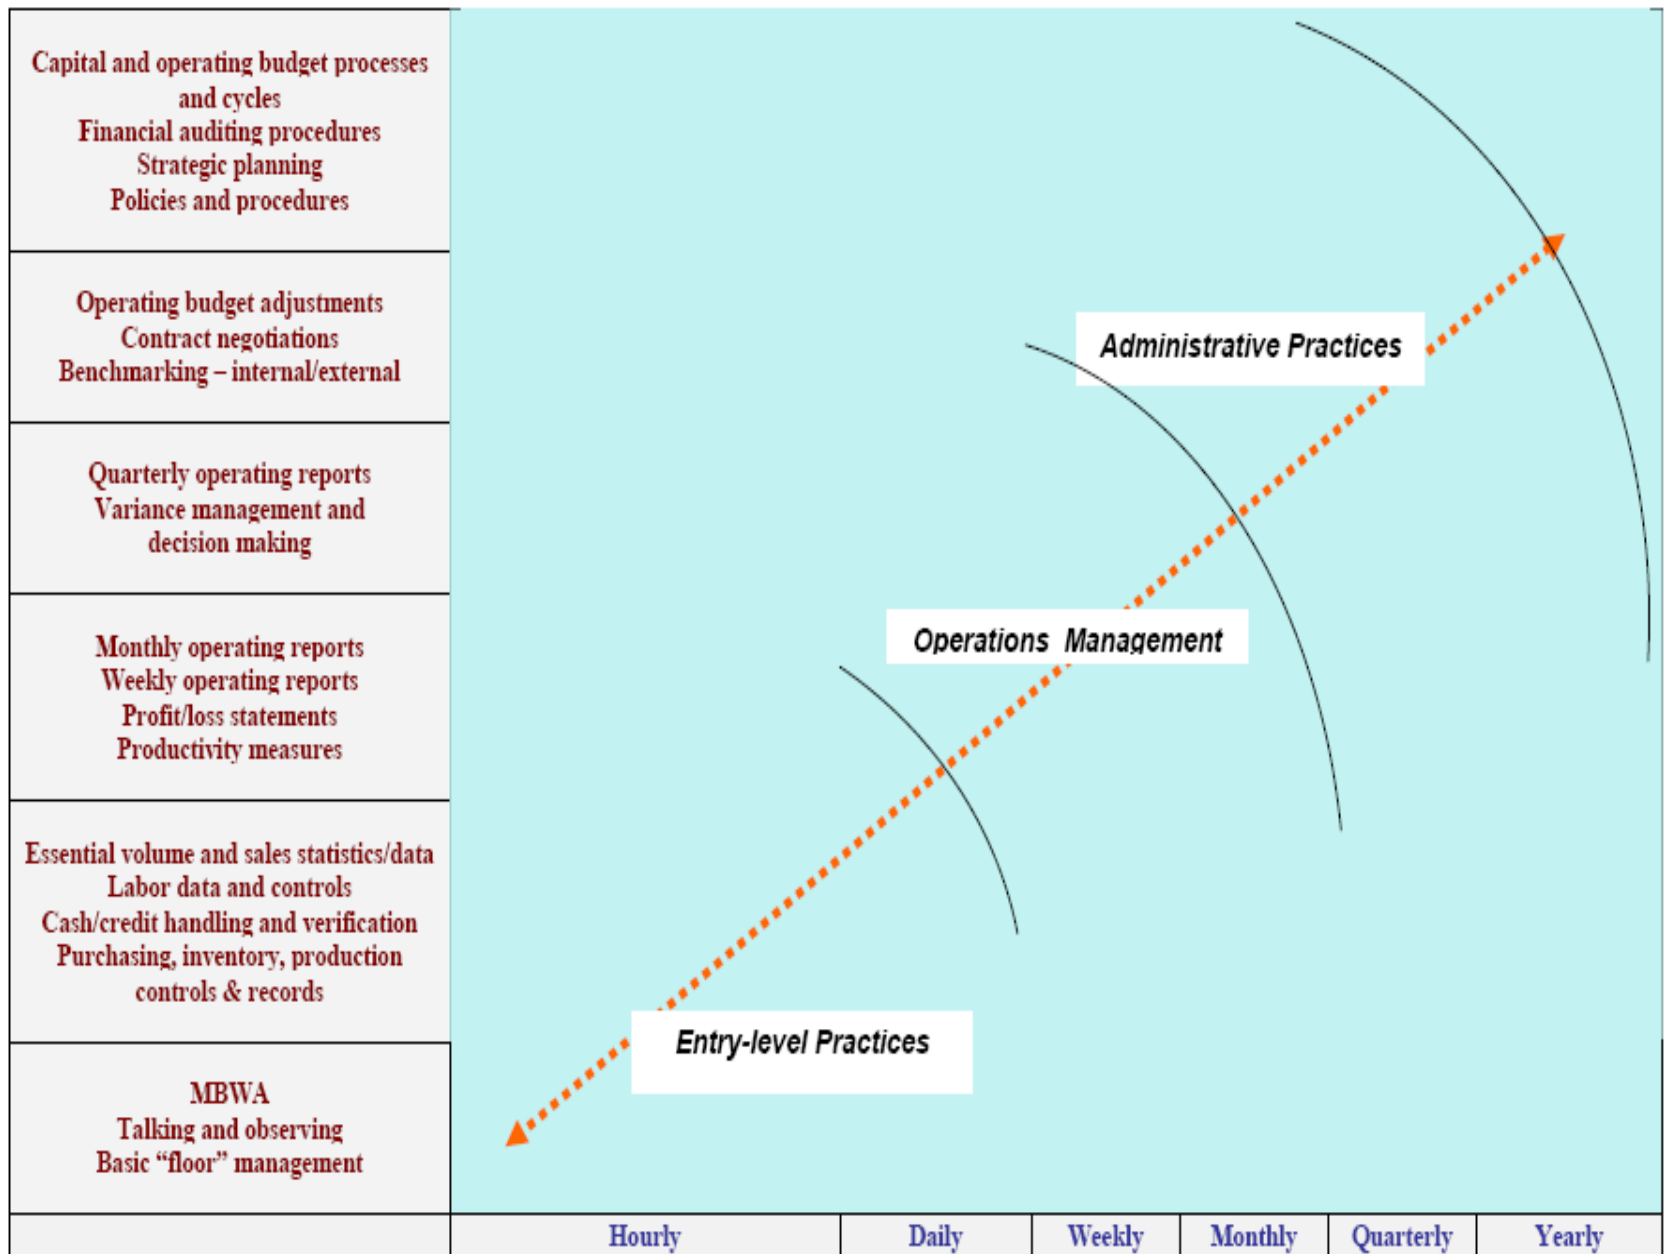 Capital and operating budget processes
and cycles
Financial auditing procedures
Strategic planning
Policies and procedures
Operating budget adjustments
Contract negotiations
Benchmarking – internal/external
Administrative Practices
Quarterly operating reports
Variance management and
decision making
Monthly operating reports
Weekly operating reports
Profit/loss statements
Productivity measures
Operations Management
Essential volume and sales statistics/data
Labor data and controls
Cash/credit handling and verification
Purchasing, inventory, production
controls & records
Entry-level Practices
MBWA
Talking and observing
Basic “floor” management
Hourly
Daily
Weekly
Monthly
Quarterly
Yearly